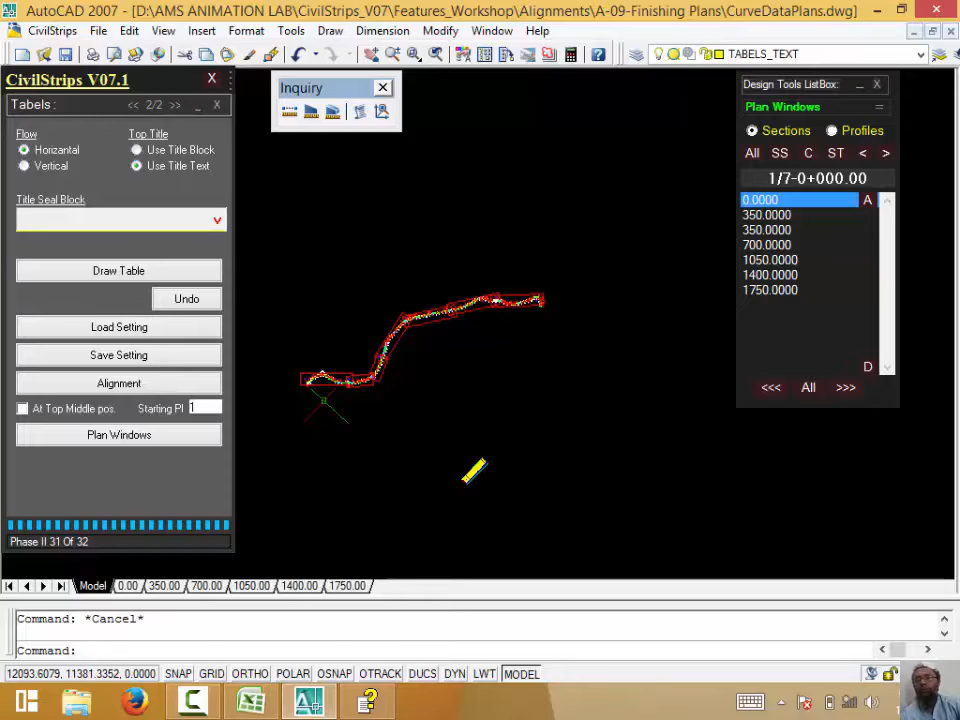 AutoCAD 2007 - [D:\AMS ANIMATION LAB\CivilStrips_V07\Features_Workshop\Alignments\A-09-Finishing Plans\CurveDataPlans.dwg]
CivilStrips File Edit View Insert Format Tools Draw Dimension Modify Window Help
TABELS_TEXT
CivilStrips V07.1 X
Tabels : << 2/2 >> _ X
Flow Top Title
Horizontal Use Title Block
Vertical Use Title Text
Title Seal Block
v
Draw Table
Undo
Load Setting
Save Setting
Alignment
At Top Middle pos. Starting PI 1
Plan Windows
Phase II 31 Of 32
Inquiry
Design Tools ListBox: _ X
Plan Windows =
Sections Profiles
All SS C ST < >
1/7-0+000.00
0.0000 A
350.0000
350.0000
700.0000
1050.0000
1400.0000
1750.0000
D
<<< All >>>
Model 0.00 350.00 700.00 1050.00 1400.00 1750.00
Command: *Cancel*
Command:
12093.6079, 11381.3352, 0.0000 SNAP GRID ORTHO POLAR OSNAP OTRACK DUCS DYN LWT MODEL